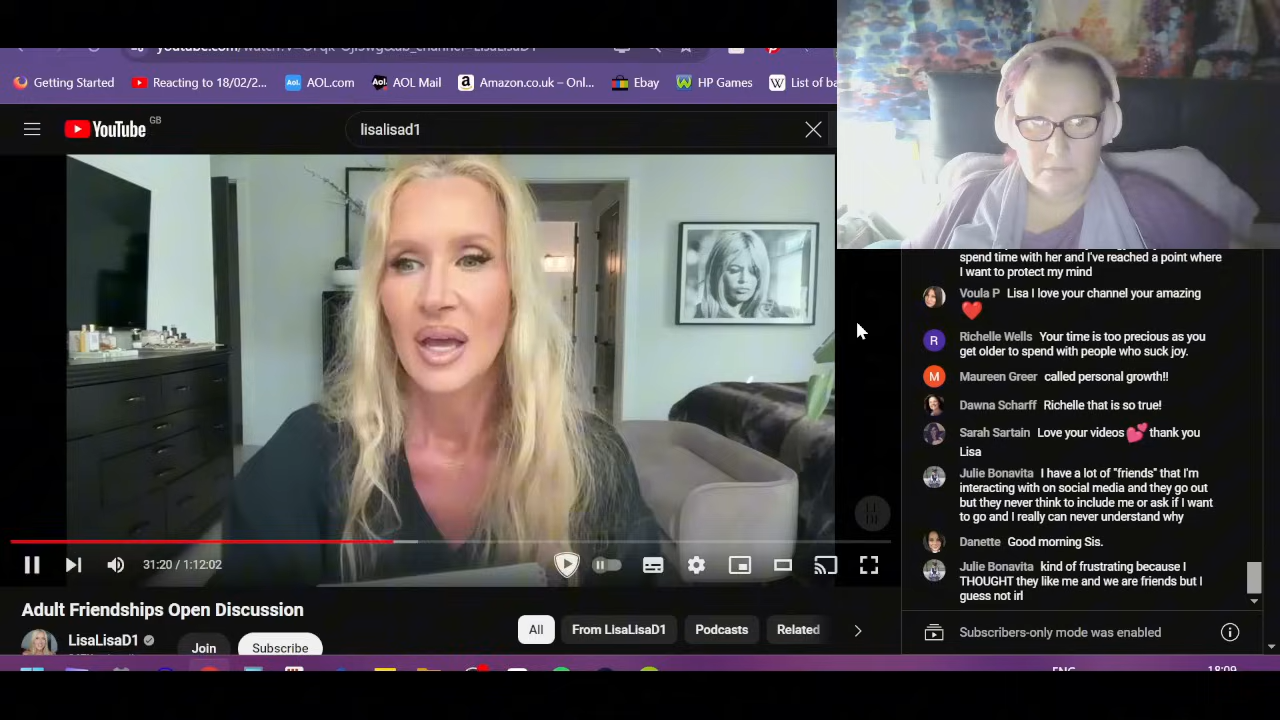 Getting Started
Reacting to 18/02/2...
AOL.com
AOL Mail
Amazon.co.uk – Onl...
Ebay
HP Games
W List of ba
YouTube GB
lisalisad1
spend time with her and I've reached a point where
I want to protect my mind
Voula P Lisa I love your channel your amazing
❤️
Richelle Wells Your time is too precious as you
get older to spend with people who suck joy.
Maureen Greer called personal growth!!
Dawna Scharff Richelle that is so true!
Sarah Sartain Love your videos 💕 thank you
Lisa
Julie Bonavita I have a lot of "friends" that I'm
interacting with on social media and they go out
but they never think to include me or ask if I want
to go and I really can never understand why
Danette Good morning Sis.
Julie Bonavita kind of frustrating because I
THOUGHT they like me and we are friends but I
guess not irl
Subscribers-only mode was enabled
31:20 / 1:12:02
Adult Friendships Open Discussion
LisaLisaD1
Join
Subscribe
All
From LisaLisaD1
Podcasts
Related
ENG
18:09